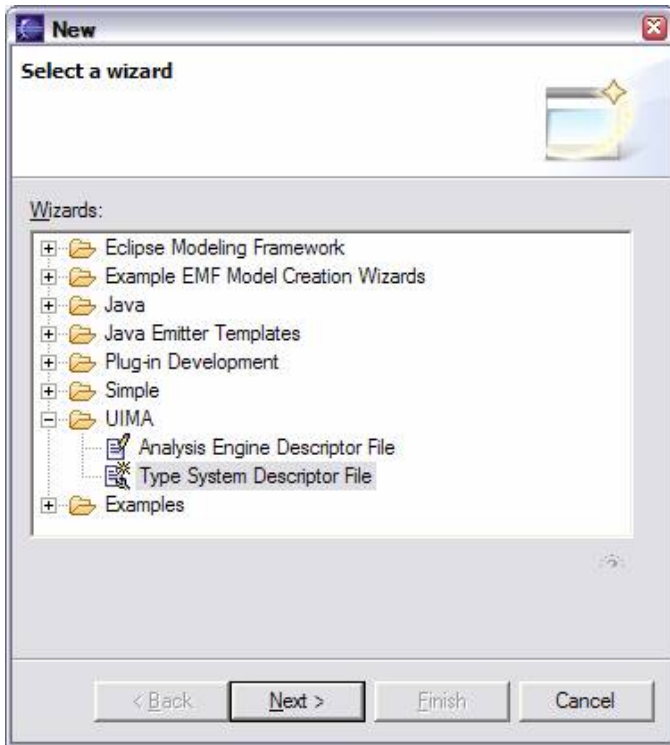 New
Select a wizard
Wizards:
Eclipse Modeling Framework
Example EMF Model Creation Wizards
Java
Java Emitter Templates
Plug-in Development
Simple
UIMA
Analysis Engine Descriptor File
Type System Descriptor File
Examples
< Back Next > Finish Cancel